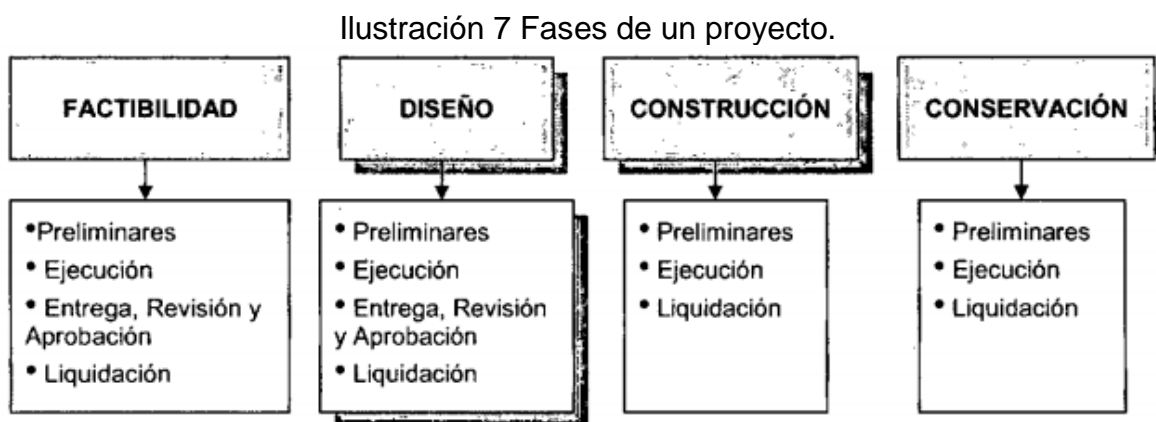 Ilustración 7 Fases de un proyecto.
FACTIBILIDAD
•Preliminares
• Ejecución
• Entrega, Revisión y
Aprobación
• Liquidación
DISEÑO
• Preliminares
• Ejecución
• Entrega, Revisión
y Aprobación
• Liquidación
CONSTRUCCIÓN
• Preliminares
• Ejecución
• Liquidación
CONSERVACIÓN
• Preliminares
• Ejecución
• Liquidación